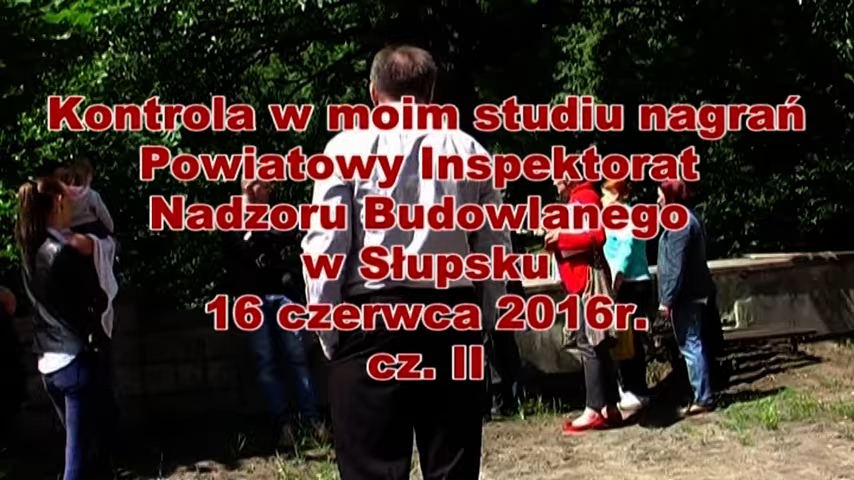 Kontrola w moim studiu nagrań
Powiatowy Inspektorat
Nadzoru Budowlanego
w Słupsku
16 czerwca 2016r.
cz. II